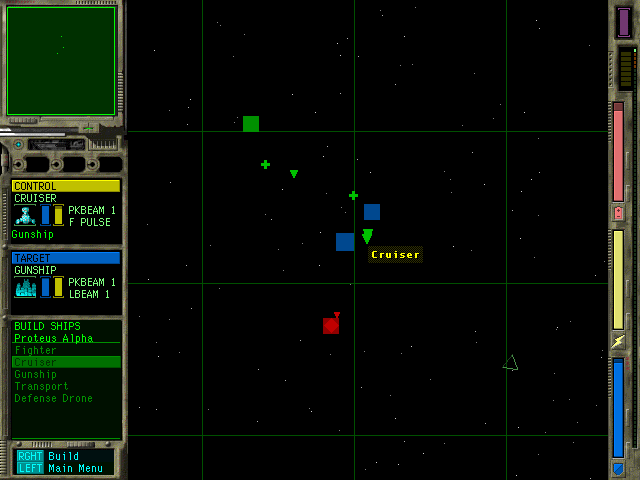 CONTROL
CRUISER
PKBEAM 1
F PULSE
Gunship
TARGET
GUNSHIP
PKBEAM 1
LBEAM 1
BUILD SHIPS
Proteus Alpha
Fighter
Cruiser
Gunship
Transport
Defense Drone
RGHT Build
LEFT Main Menu
Cruiser